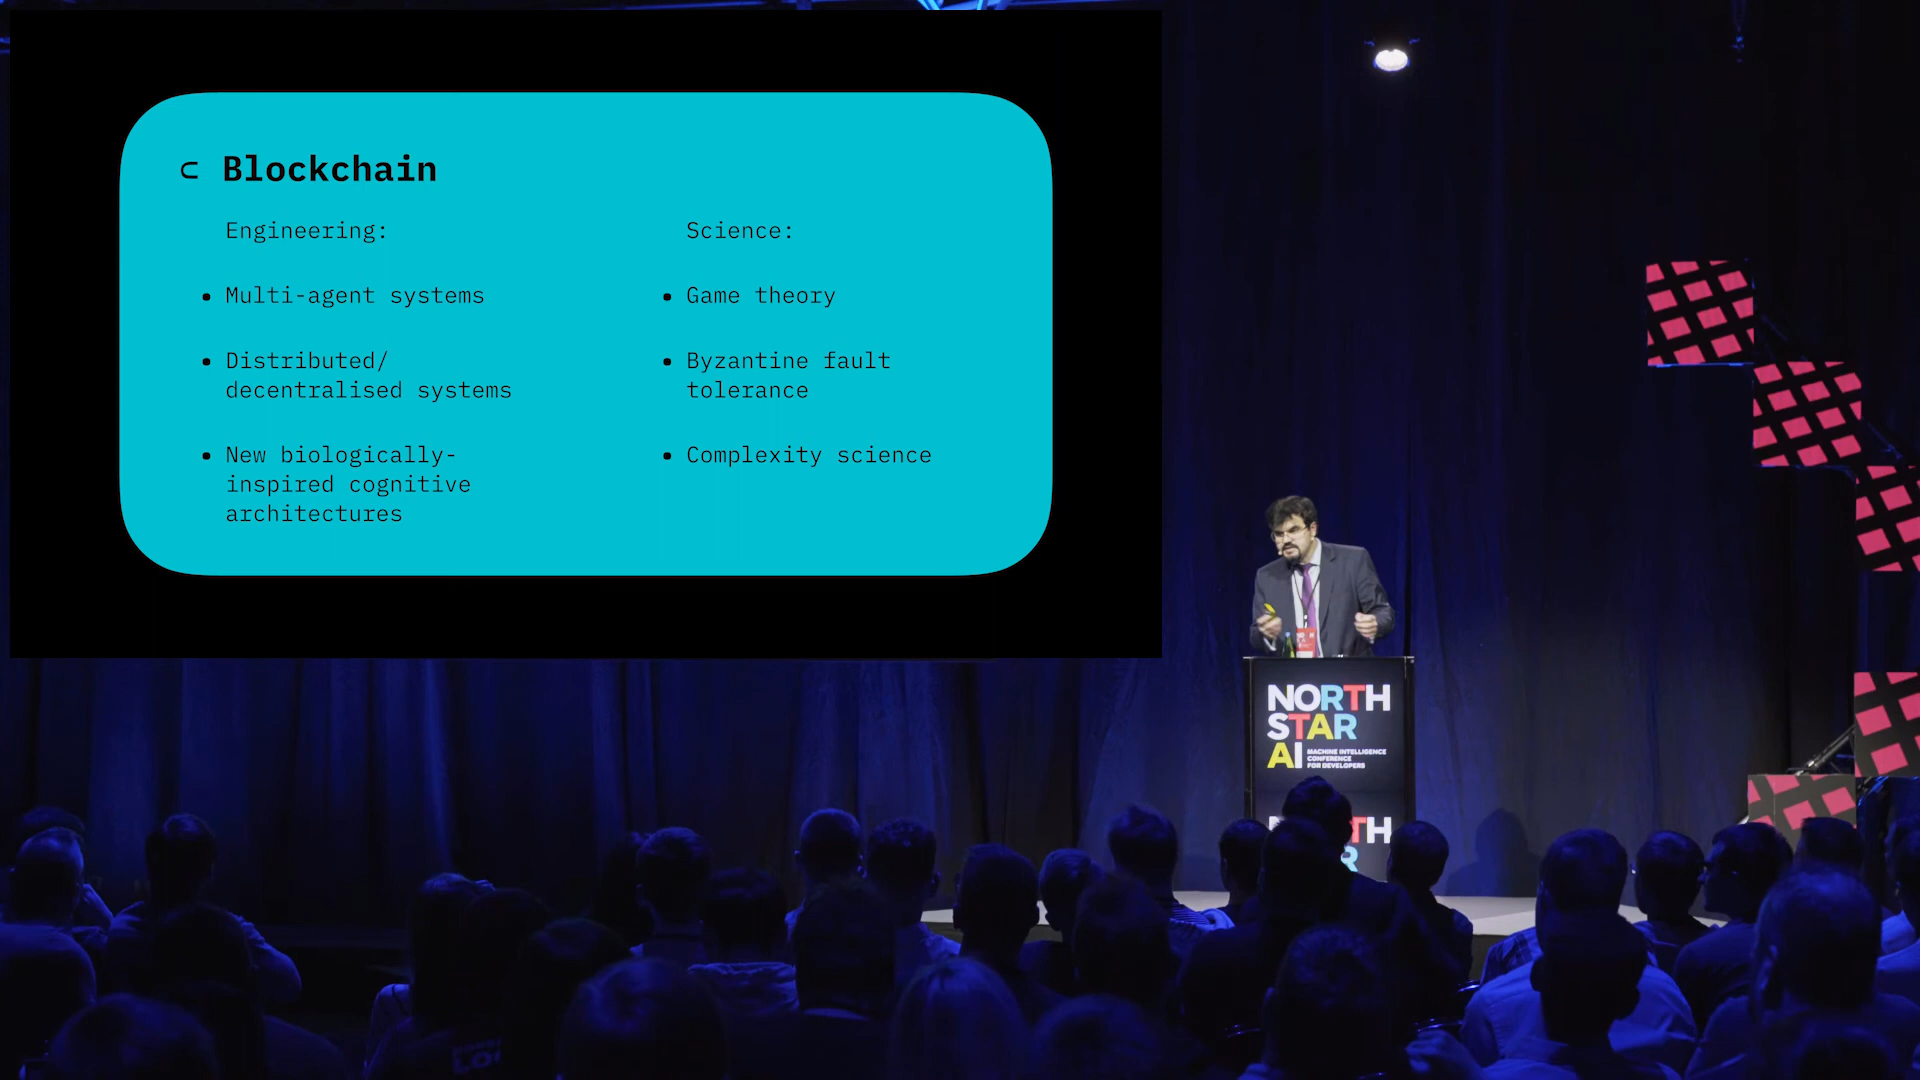 ⊂ Blockchain
Engineering:
• Multi-agent systems
• Distributed/
decentralised systems
• New biologically-
inspired cognitive
architectures
Science:
• Game theory
• Byzantine fault
tolerance
• Complexity science
NORTH
STAR
AI
MACHINE INTELLIGENCE
CONFERENCE
FOR DEVELOPERS